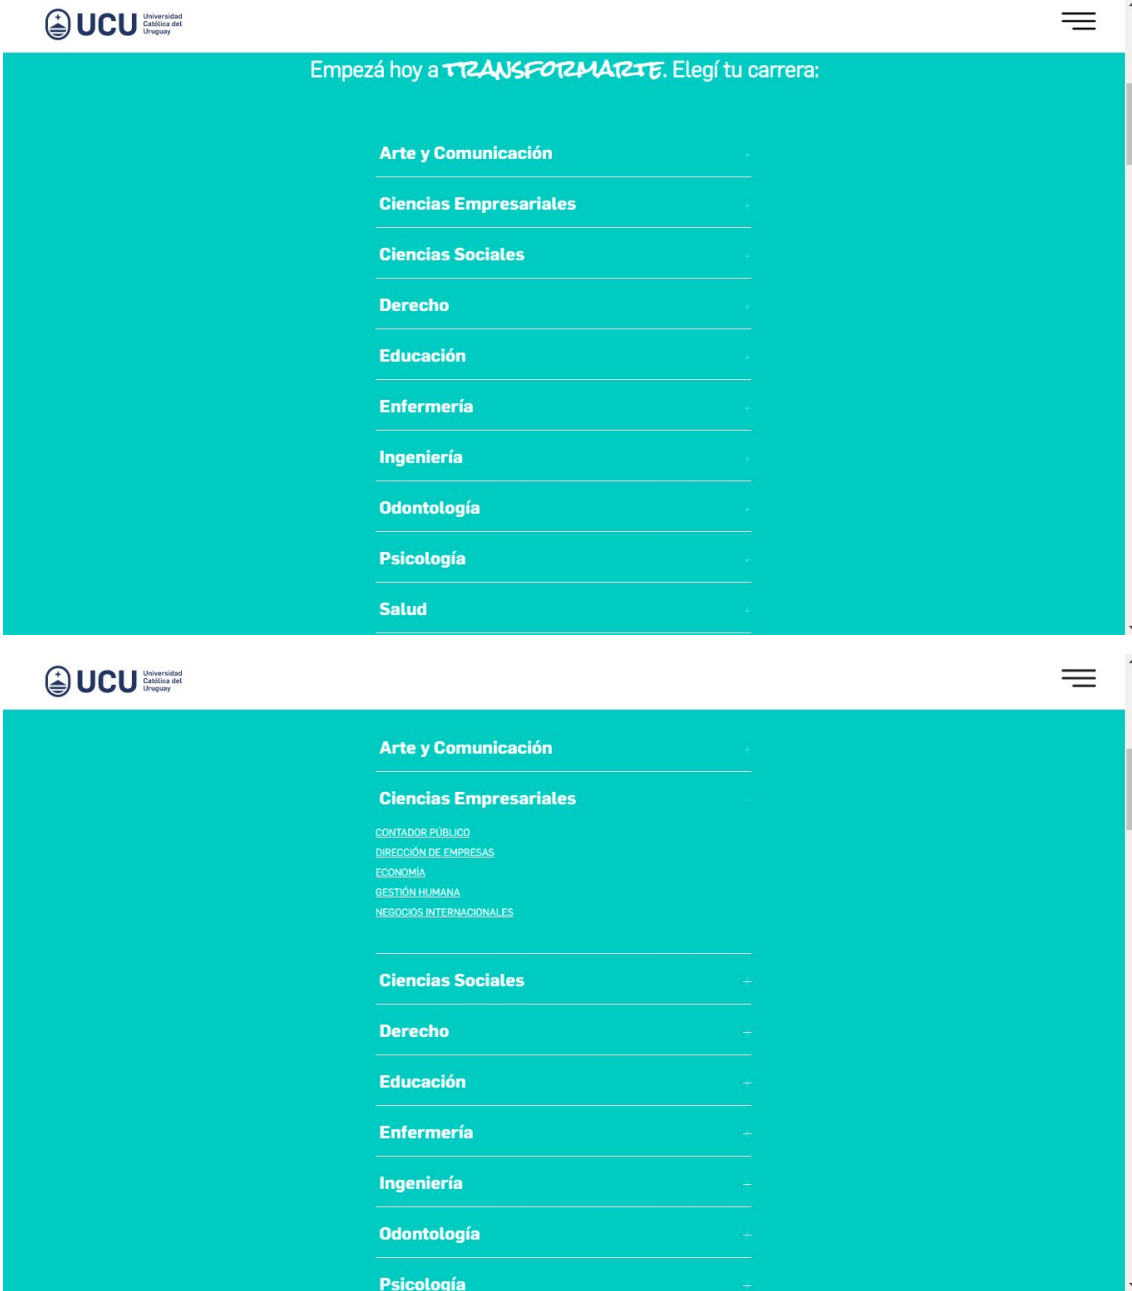 UCU Universidad
Católica del
Uruguay
Empezá hoy a TRANSFORMARTE. Elegí tu carrera:
Arte y Comunicación +
Ciencias Empresariales +
Ciencias Sociales +
Derecho +
Educación +
Enfermería +
Ingeniería +
Odontología +
Psicología +
Salud +
UCU Universidad
Católica del
Uruguay
Arte y Comunicación +
Ciencias Empresariales -
CONTADOR PÚBLICO
DIRECCIÓN DE EMPRESAS
ECONOMÍA
GESTIÓN HUMANA
NEGOCIOS INTERNACIONALES
Ciencias Sociales +
Derecho +
Educación +
Enfermería +
Ingeniería +
Odontología +
Psicología +